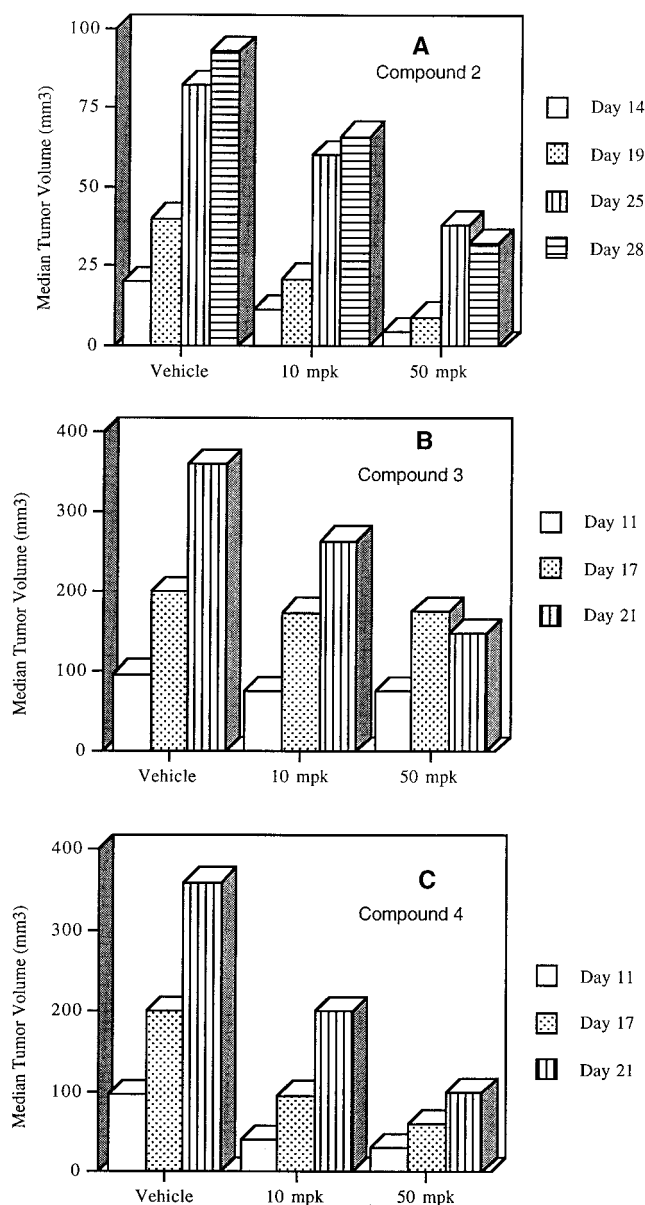 A
Compound 2
Median Tumor Volume (mm3)
100
75
50
25
0
Vehicle
10 mpk
50 mpk
Day 14
Day 19
Day 25
Day 28
B
Compound 3
Median Tumor Volume (mm3)
400
300
200
100
0
Vehicle
10 mpk
50 mpk
Day 11
Day 17
Day 21
C
Compound 4
Median Tumor Volume (mm3)
400
300
200
100
0
Vehicle
10 mpk
50 mpk
Day 11
Day 17
Day 21